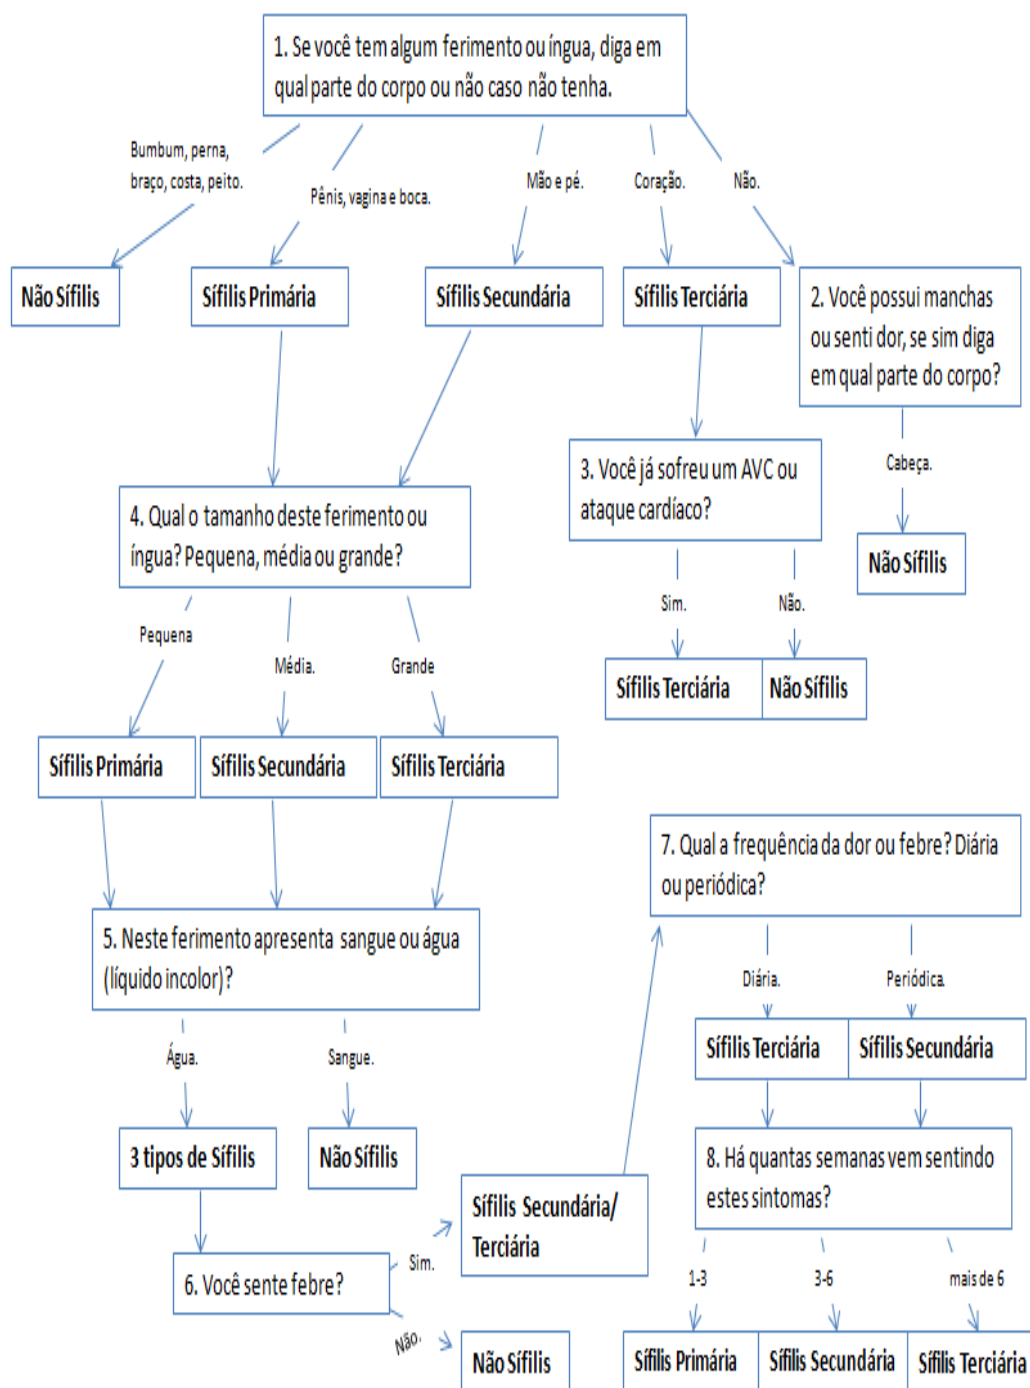 1. Se você tem algum ferimento ou íngua, diga em
qual parte do corpo ou não caso não tenha.
Bumbum, perna,
braço, costa, peito.
Pênis, vagina e boca.
Mão e pé.
Coração.
Não.
Não Sífilis
Sífilis Primária
Sífilis Secundária
Sífilis Terciária
2. Você possui manchas
ou senti dor, se sim diga
em qual parte do corpo?
3. Você já sofreu um AVC ou
ataque cardíaco?
Cabeça.
Não Sífilis
4. Qual o tamanho deste ferimento ou
íngua? Pequena, média ou grande?
Sim.
Não.
Sífilis Terciária
Não Sífilis
Pequena
Média.
Grande
Sífilis Primária
Sífilis Secundária
Sífilis Terciária
5. Neste ferimento apresenta sangue ou água
(líquido incolor)?
Água.
Sangue.
3 tipos de Sífilis
Não Sífilis
6. Você sente febre?
Sim.
Não.
Sífilis Secundária/
Terciária
Não Sífilis
7. Qual a frequência da dor ou febre? Diária
ou periódica?
Diária.
Periódica.
Sífilis Terciária
Sífilis Secundária
8. Há quantas semanas vem sentindo
estes sintomas?
1-3
3-6
mais de 6
Sífilis Primária
Sífilis Secundária
Sífilis Terciária